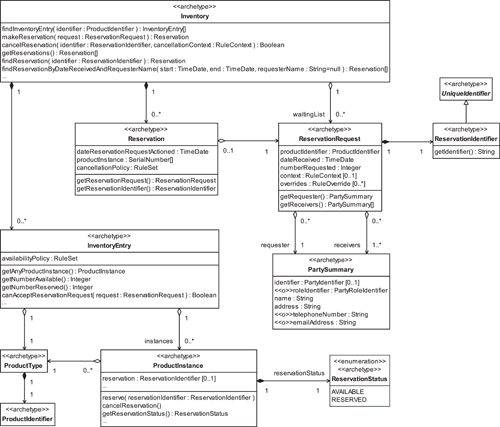 <<archetype>>
Inventory
findInventoryEntry( identifier : ProductIdentifier ) : InventoryEntry[]
makeReservation( request : ReservationRequest ) : Reservation
cancelReservation( identifier : ReservationIdentifier, cancellationContext : RuleContext ) : Boolean
getReservations() : Reservation[]
findReservation( identifier : ReservationIdentifier ) : Reservation
findReservationByDateReceivedAndRequesterName( start : TimeDate, end : TimeDate, requesterName : String=null ) : Reservation[]
...
1 1 1
0..* waitingList 0..*
<<archetype>>
UniqueIdentifier
<<archetype>>
Reservation
dateReservationRequestActioned : TimeDate
productInstance : SerialNumber[]
cancellationPolicy : RuleSet
getReservationRequest() : ReservationRequest
getReservationIdentifier() : ReservationIdentifier
0..1 1
<<archetype>>
ReservationRequest
productIdentifier : ProductIdentifier
dateReceived : TimeDate
numberRequested : Integer
context : RuleContext [0..1]
overrides : RuleOverride [0..*]
getRequester() : PartySummary
getReceivers() : PartySummary[]
1 1
<<archetype>>
ReservationIdentifier
getIdentifier() : String
0..* 0..*
requester receivers
1 1..*
0..*
<<archetype>>
InventoryEntry
availabilityPolicy : RuleSet
getAnyProductInstance() : ProductInstance
getNumberAvailable() : Integer
getNumberReserved() : Integer
canAcceptReservationRequest( request : ReservationRequest ) : Boolean
...
<<archetype>>
PartySummary
identifier : PartyIdentifier [0..1]
<<o>>roleIdentifier : PartyRoleIdentifier
name : String
address : String
<<o>>telephoneNumber : String
<<o>>emailAddress : String
1 1
1 instances 0..*
<<archetype>>
ProductType
1 0..*
<<archetype>>
ProductInstance
reservation : ReservationIdentifier [0..1]
...
reserve( reservationIdentifier : ReservationIdentifier )
cancelReservation()
getReservationStatus() : ReservationStatus
...
reservationStatus
1 1
<<enumeration>>
<<archetype>>
ReservationStatus
AVAILABLE
RESERVED
1
1
<<archetype>>
ProductIdentifier